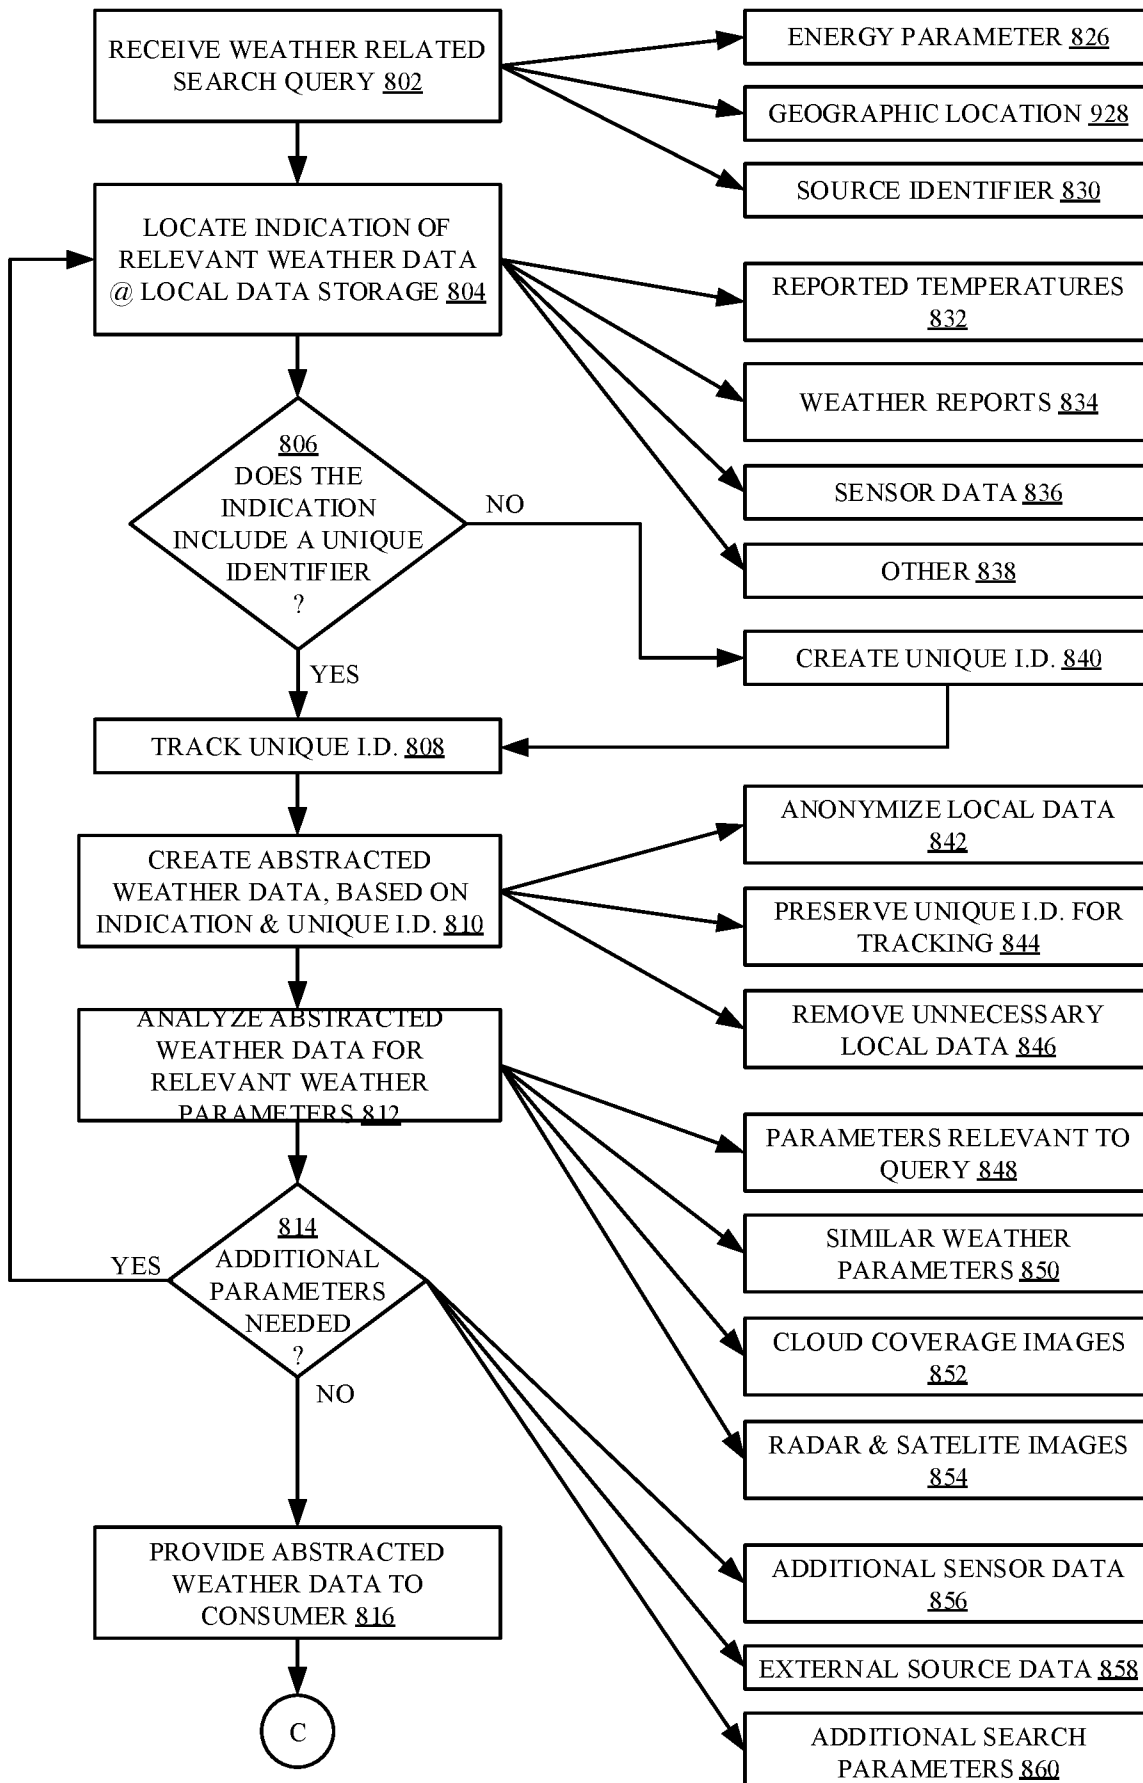 RECEIVE WEATHER RELATED
SEARCH QUERY 802
ENERGY PARAMETER 826
GEOGRAPHIC LOCATION 928
SOURCE IDENTIFIER 830
LOCATE INDICATION OF
RELEVANT WEATHER DATA
@ LOCAL DATA STORAGE 804
REPORTED TEMPERATURES
832
WEATHER REPORTS 834
SENSOR DATA 836
OTHER 838
806
DOES THE
INDICATION
INCLUDE A UNIQUE
IDENTIFIER
?
NO
YES
CREATE UNIQUE I.D. 840
TRACK UNIQUE I.D. 808
CREATE ABSTRACTED
WEATHER DATA, BASED ON
INDICATION & UNIQUE I.D. 810
ANONYMIZE LOCAL DATA
842
PRESERVE UNIQUE I.D. FOR
TRACKING 844
REMOVE UNNECESSARY
LOCAL DATA 846
ANALYZE ABSTRACTED
WEATHER DATA FOR
RELEVANT WEATHER
PARAMETERS 812
PARAMETERS RELEVANT TO
QUERY 848
SIMILAR WEATHER
PARAMETERS 850
CLOUD COVERAGE IMAGES
852
RADAR & SATELITE IMAGES
854
814
ADDITIONAL
PARAMETERS
NEEDED
?
YES
NO
ADDITIONAL SENSOR DATA
856
EXTERNAL SOURCE DATA 858
ADDITIONAL SEARCH
PARAMETERS 860
PROVIDE ABSTRACTED
WEATHER DATA TO
CONSUMER 816
C